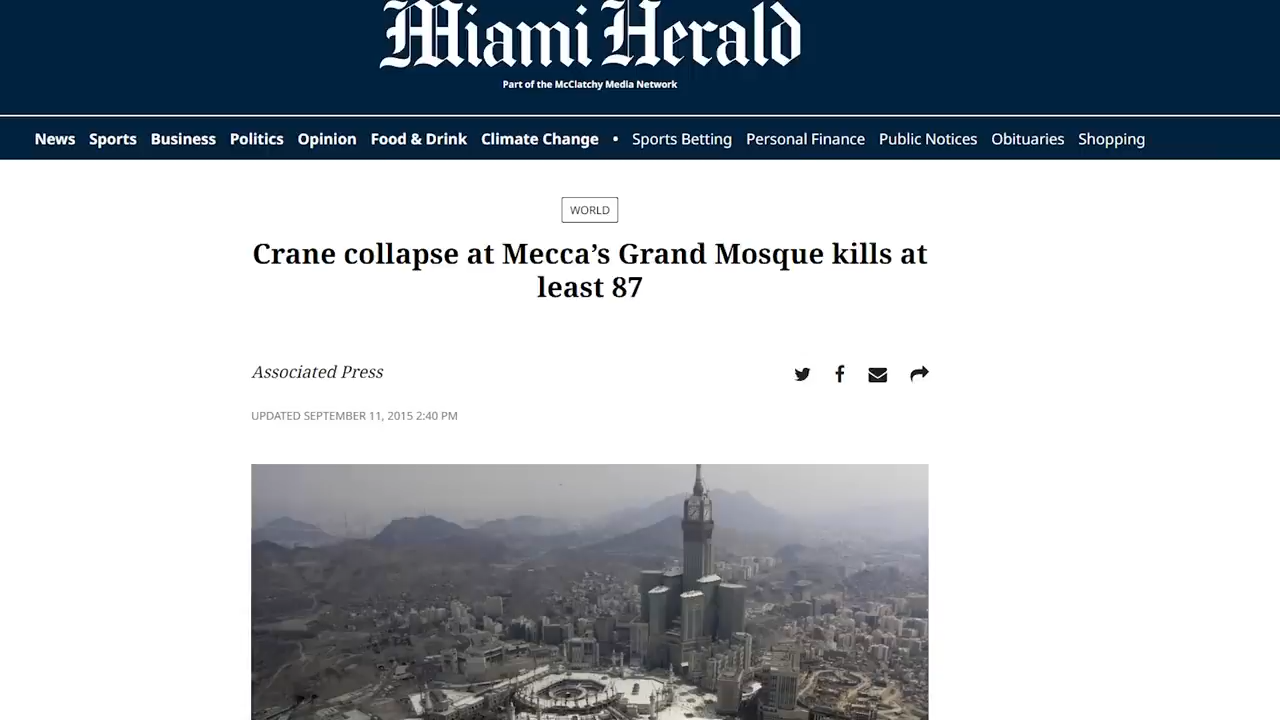 Miami Herald
Part of the McClatchy Media Network
News Sports Business Politics Opinion Food & Drink Climate Change • Sports Betting Personal Finance Public Notices Obituaries Shopping
WORLD
Crane collapse at Mecca’s Grand Mosque kills at
least 87
Associated Press
UPDATED SEPTEMBER 11, 2015 2:40 PM